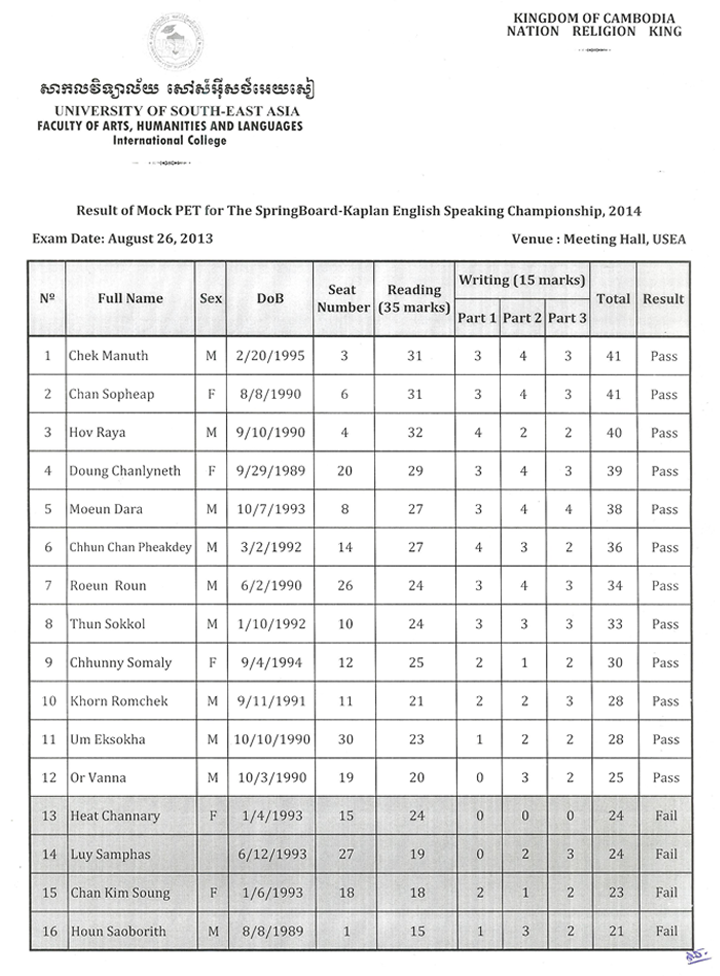 KINGDOM OF CAMBODIA
NATION RELIGION KING
សាកលវិទ្យាល័យ សៅស៍អ៊ីសថ៍អេយសៀ
UNIVERSITY OF SOUTH-EAST ASIA
FACULTY OF ARTS, HUMANITIES AND LANGUAGES
International College
Result of Mock PET for The SpringBoard-Kaplan English Speaking Championship, 2014
Exam Date: August 26, 2013 Venue : Meeting Hall, USEA
Nº Full Name Sex DoB Seat Number Reading (35 marks) Writing (15 marks) Total Result
Part 1 Part 2 Part 3
1 Chek Manuth M 2/20/1995 3 31 3 4 3 41 Pass
2 Chan Sopheap F 8/8/1990 6 31 3 4 3 41 Pass
3 Hov Raya M 9/10/1990 4 32 4 2 2 40 Pass
4 Doung Chanlyneth F 9/29/1989 20 29 3 4 3 39 Pass
5 Moeun Dara M 10/7/1993 8 27 3 4 4 38 Pass
6 Chhun Chan Pheakdey M 3/2/1992 14 27 4 3 2 36 Pass
7 Roeun Roun M 6/2/1990 26 24 3 4 3 34 Pass
8 Thun Sokkol M 1/10/1992 10 24 3 3 3 33 Pass
9 Chhunny Somaly F 9/4/1994 12 25 2 1 2 30 Pass
10 Khorn Romchek M 9/11/1991 11 21 2 2 3 28 Pass
11 Um Eksokha M 10/10/1990 30 23 1 2 2 28 Pass
12 Or Vanna M 10/3/1990 19 20 0 3 2 25 Pass
13 Heat Channary F 1/4/1993 15 24 0 0 0 24 Fail
14 Luy Samphas 6/12/1993 27 19 0 2 3 24 Fail
15 Chan Kim Soung F 1/6/1993 18 18 2 1 2 23 Fail
16 Houn Saoborith M 8/8/1989 1 15 1 3 2 21 Fail